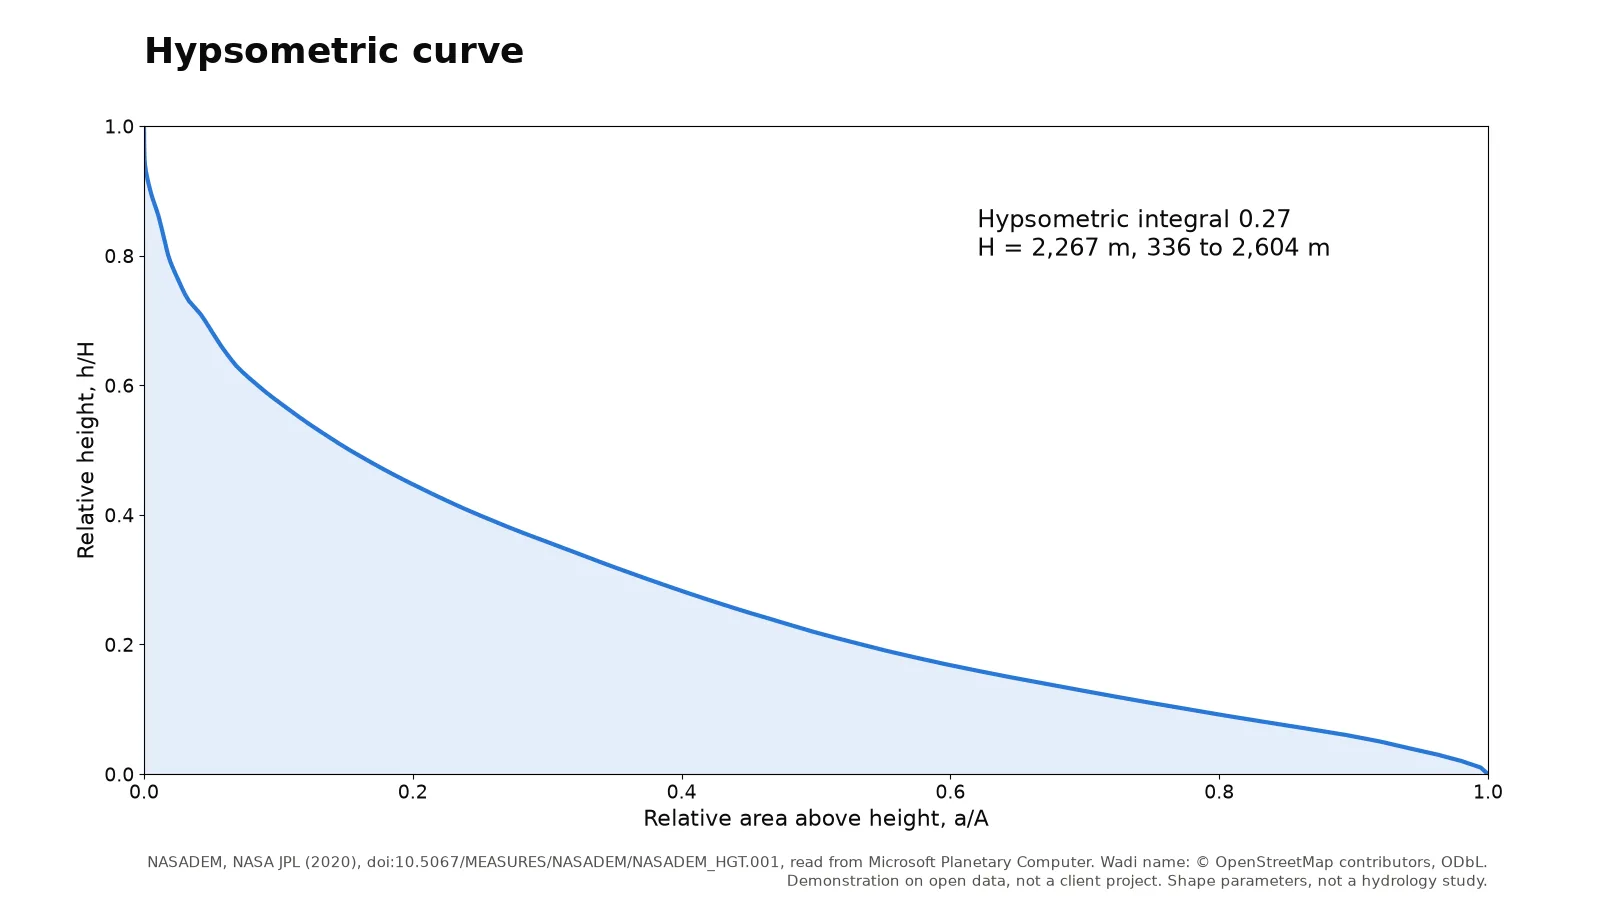 Hypsometric curve
1.0
0.8
0.6
0.4
0.2
0.0
Relative height, h/H
Hypsometric integral 0.27
H = 2,267 m, 336 to 2,604 m
0.0 0.2 0.4 0.6 0.8 1.0
Relative area above height, a/A
NASADEM, NASA JPL (2020), doi:10.5067/MEASURES/NASADEM/NASADEM_HGT.001, read from Microsoft Planetary Computer. Wadi name: © OpenStreetMap contributors, ODbL.
Demonstration on open data, not a client project. Shape parameters, not a hydrology study.